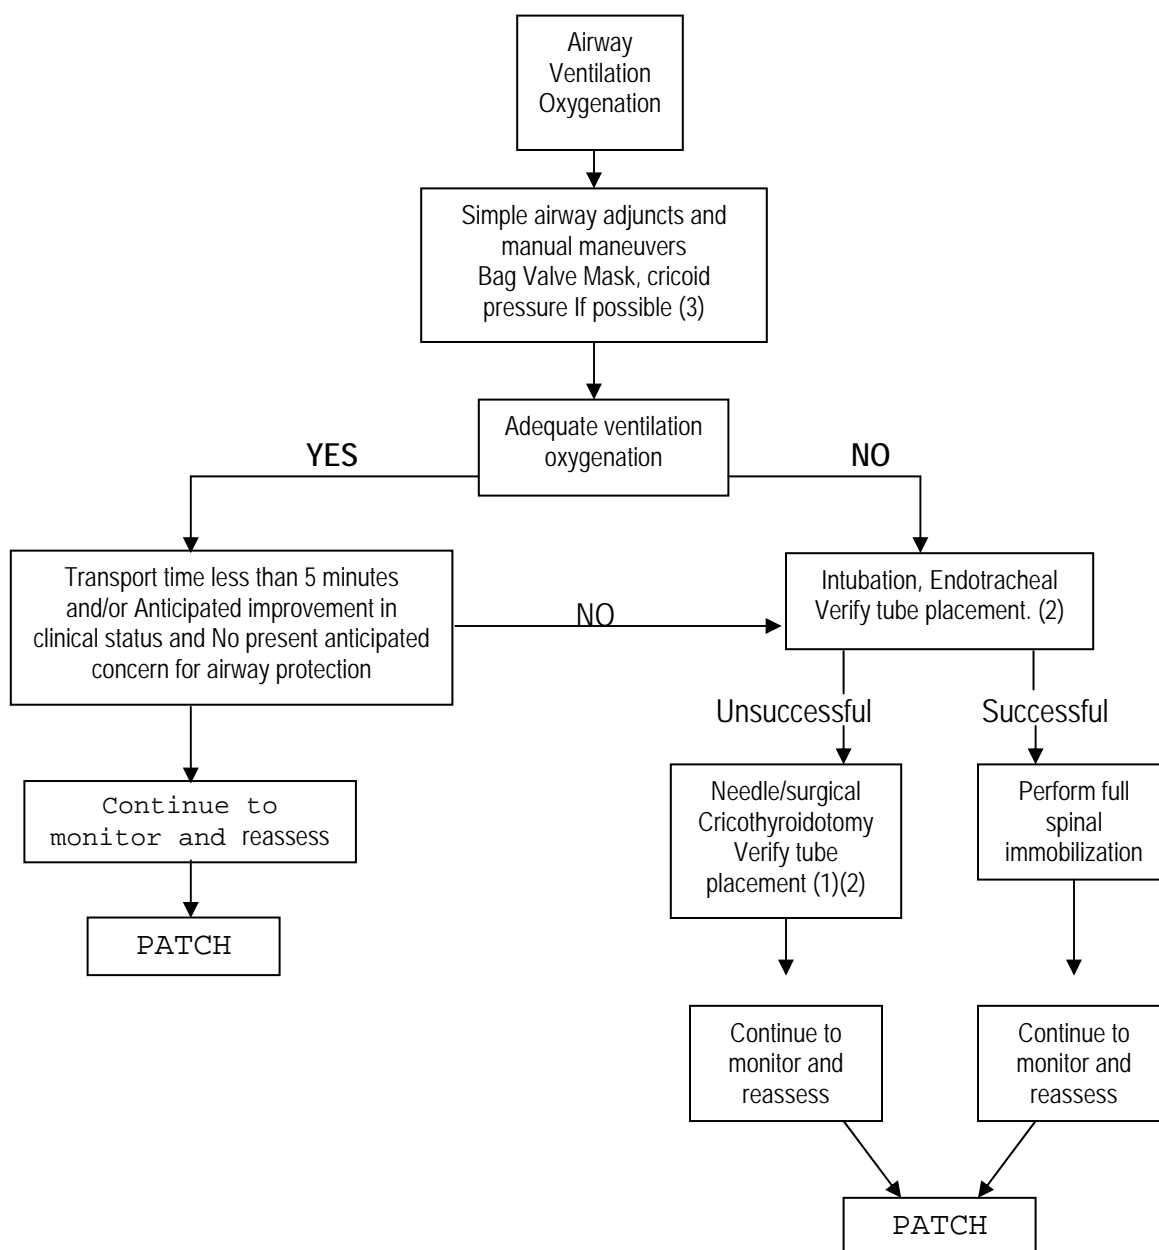 Airway
Ventilation
Oxygenation
Simple airway adjuncts and
manual maneuvers
Bag Valve Mask, cricoid
pressure If possible (3)
Adequate ventilation
oxygenation
YES
NO
Transport time less than 5 minutes
and/or Anticipated improvement in
clinical status and No present anticipated
concern for airway protection
NO
Intubation, Endotracheal
Verify tube placement. (2)
Unsuccessful
Successful
Continue to
monitor and reassess
Needle/surgical
Cricothyroidotomy
Verify tube
placement (1)(2)
Perform full
spinal
immobilization
PATCH
Continue to
monitor and
reassess
Continue to
monitor and
reassess
PATCH